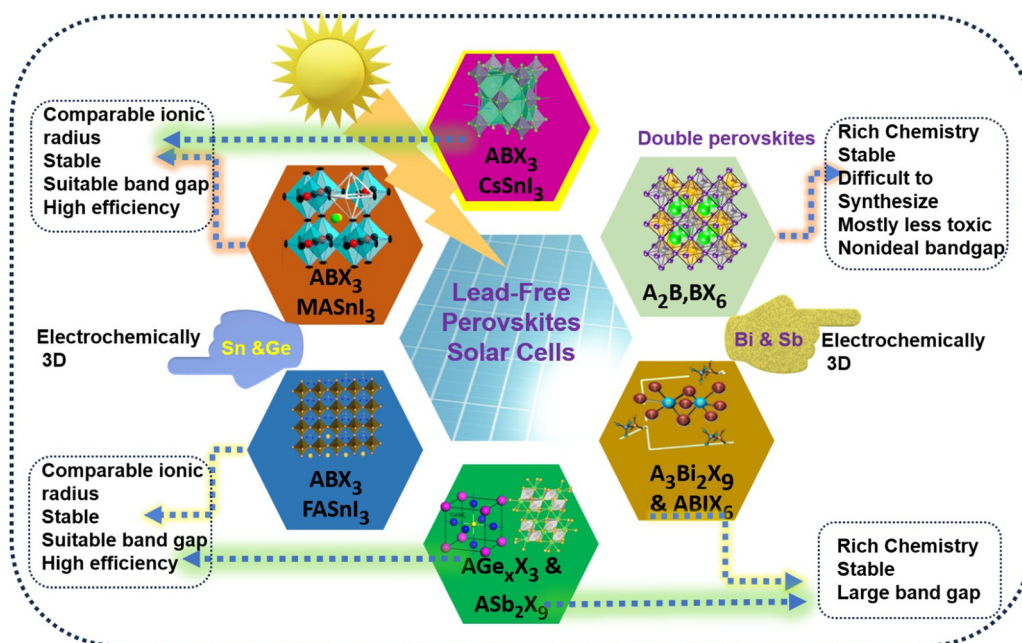 Comparable ionic
radius
Stable
Suitable band gap
High efficiency
ABX₃
CsSnI₃
Double perovskites
Rich Chemistry
Stable
Difficult to
Synthesize
Mostly less toxic
Nonideal bandgap
ABX₃
MASnI₃
A₂B,BX₆
Lead-Free
Perovskites
Solar Cells
Electrochemically
3D
Sn &Ge
Bi & Sb
Electrochemically
3D
ABX₃
FASnI₃
A₃Bi₂X₉
& ABIX₆
Comparable ionic
radius
Stable
Suitable band gap
High efficiency
AGeₓX₃ &
ASb₂X₉
Rich Chemistry
Stable
Large band gap